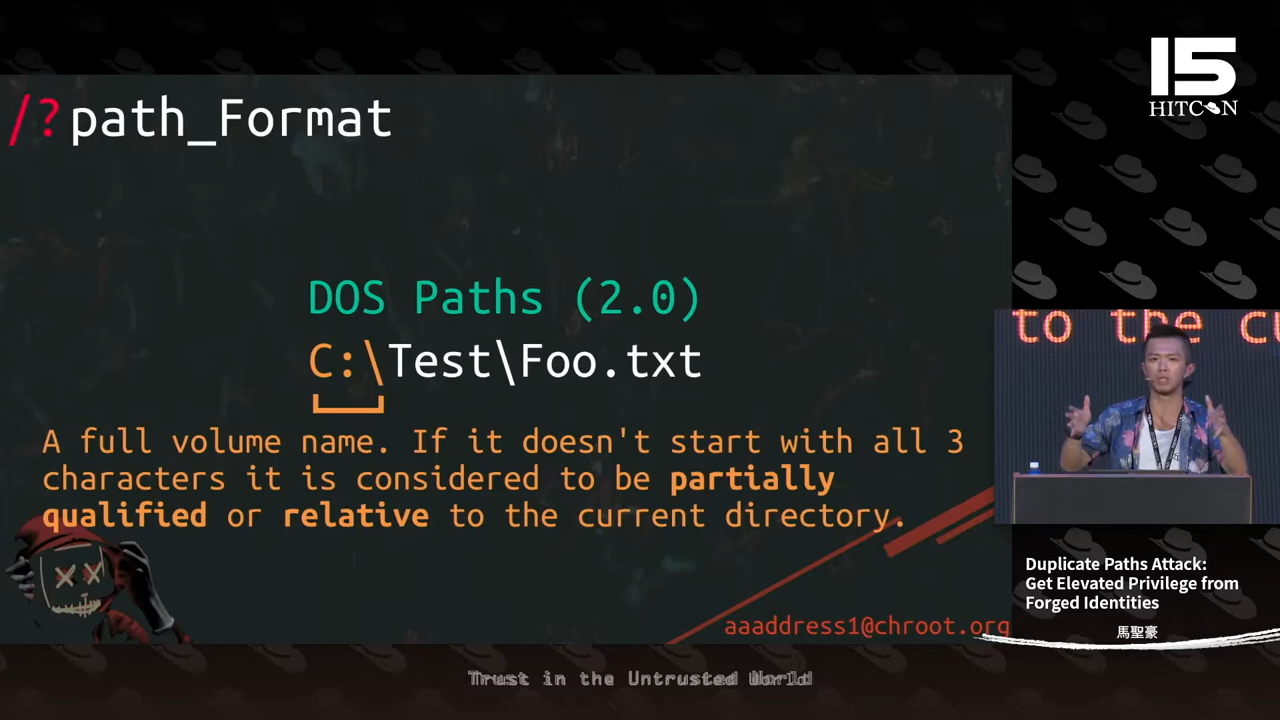 /?path_Format
15
HITCON
DOS Paths (2.0)
C:\Test\Foo.txt
A full volume name. If it doesn't start with all 3
characters it is considered to be partially
qualified or relative to the current directory.
to the cu
aaaddress1@chroot.org
Duplicate Paths Attack:
Get Elevated Privilege from
Forged Identities
馬聖豪
Trust in the Untrusted World